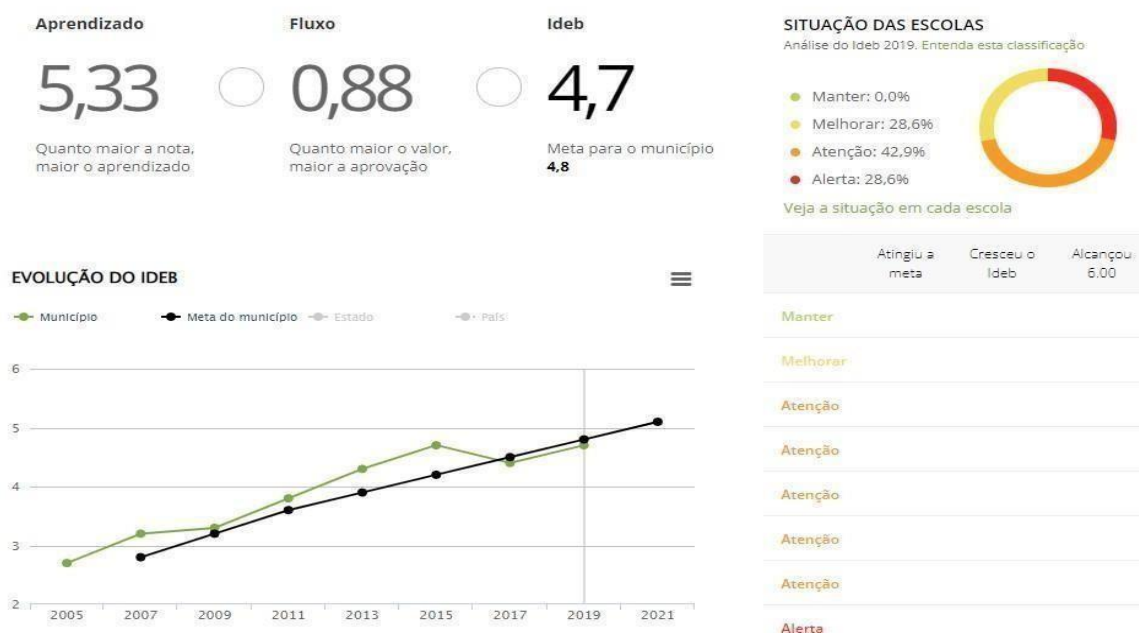 Aprendizado
5,33
Quanto maior a nota,
maior o aprendizado
Fluxo
0,88
Quanto maior o valor,
maior a aprovação
Ideb
4,7
Meta para o município
4,8
SITUAÇÃO DAS ESCOLAS
Análise do Ideb 2019. Entenda esta classificação
Manter: 0,0%
Melhorar: 28,6%
Atenção: 42,9%
Alerta: 28,6%
Veja a situação em cada escola
EVOLUÇÃO DO IDEB
Município
Meta do município
Estado
País
6
5
4
3
2
2005 2007 2009 2011 2013 2015 2017 2019 2021
Atingiu a
meta
Cresceu o
Ideb
Alcançou
6.00
Manter
Melhorar
Atenção
Atenção
Atenção
Atenção
Atenção
Alerta